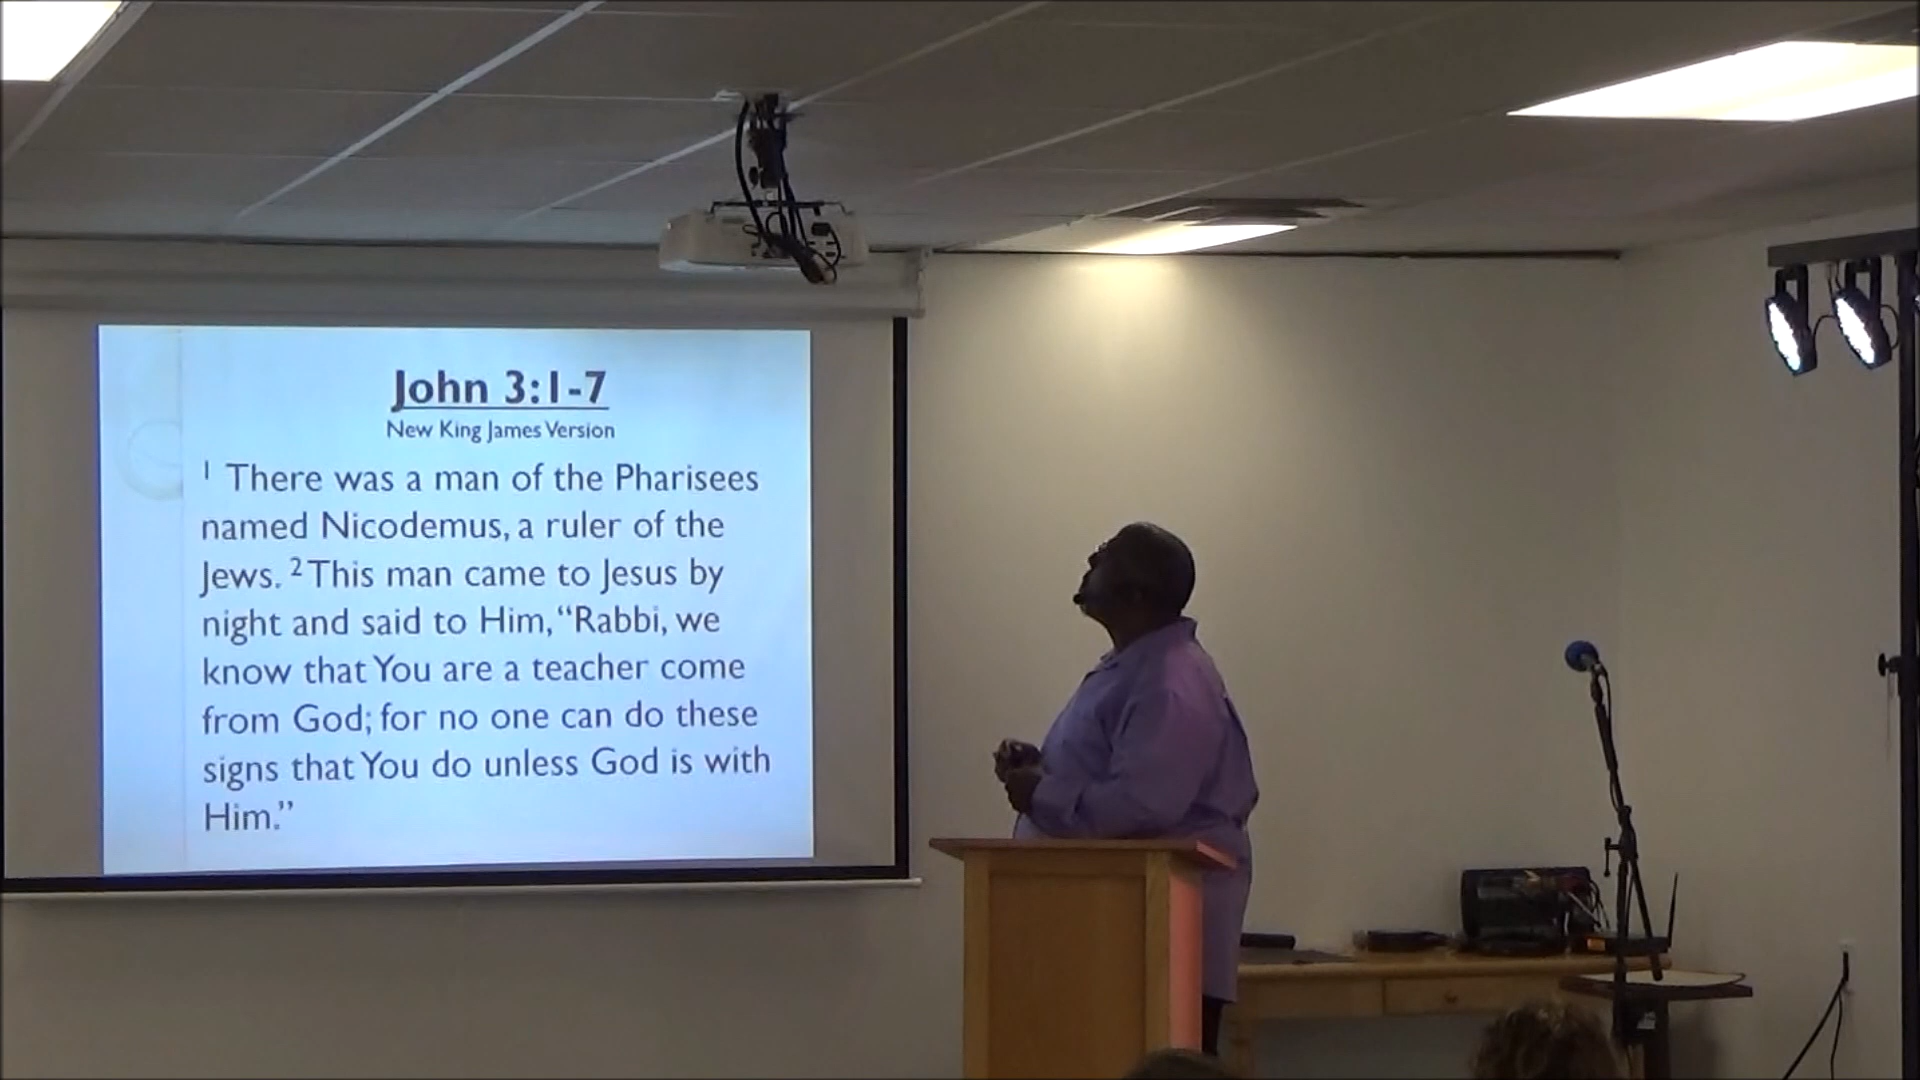 John 3:1-7
New King James Version
1 There was a man of the Pharisees
named Nicodemus, a ruler of the
Jews. 2 This man came to Jesus by
night and said to Him, “Rabbi, we
know that You are a teacher come
from God; for no one can do these
signs that You do unless God is with
Him.”